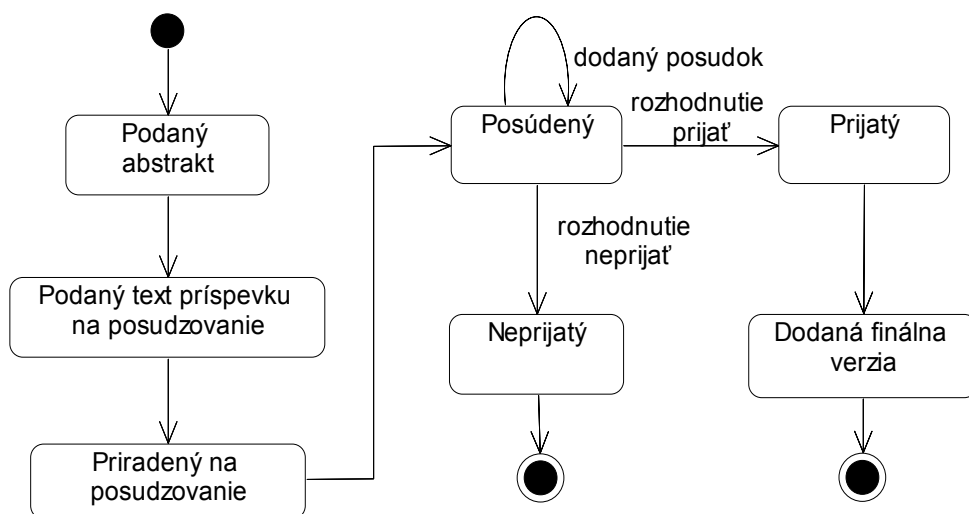 Podaný
abstrakt
Podaný text príspevku
na posudzovanie
Priradený na
posudzovanie
dodaný posudok
Posúdený
rozhodnutie
prijať
Prijatý
rozhodnutie
neprijať
Neprijatý
Dodaná finálna
verzia